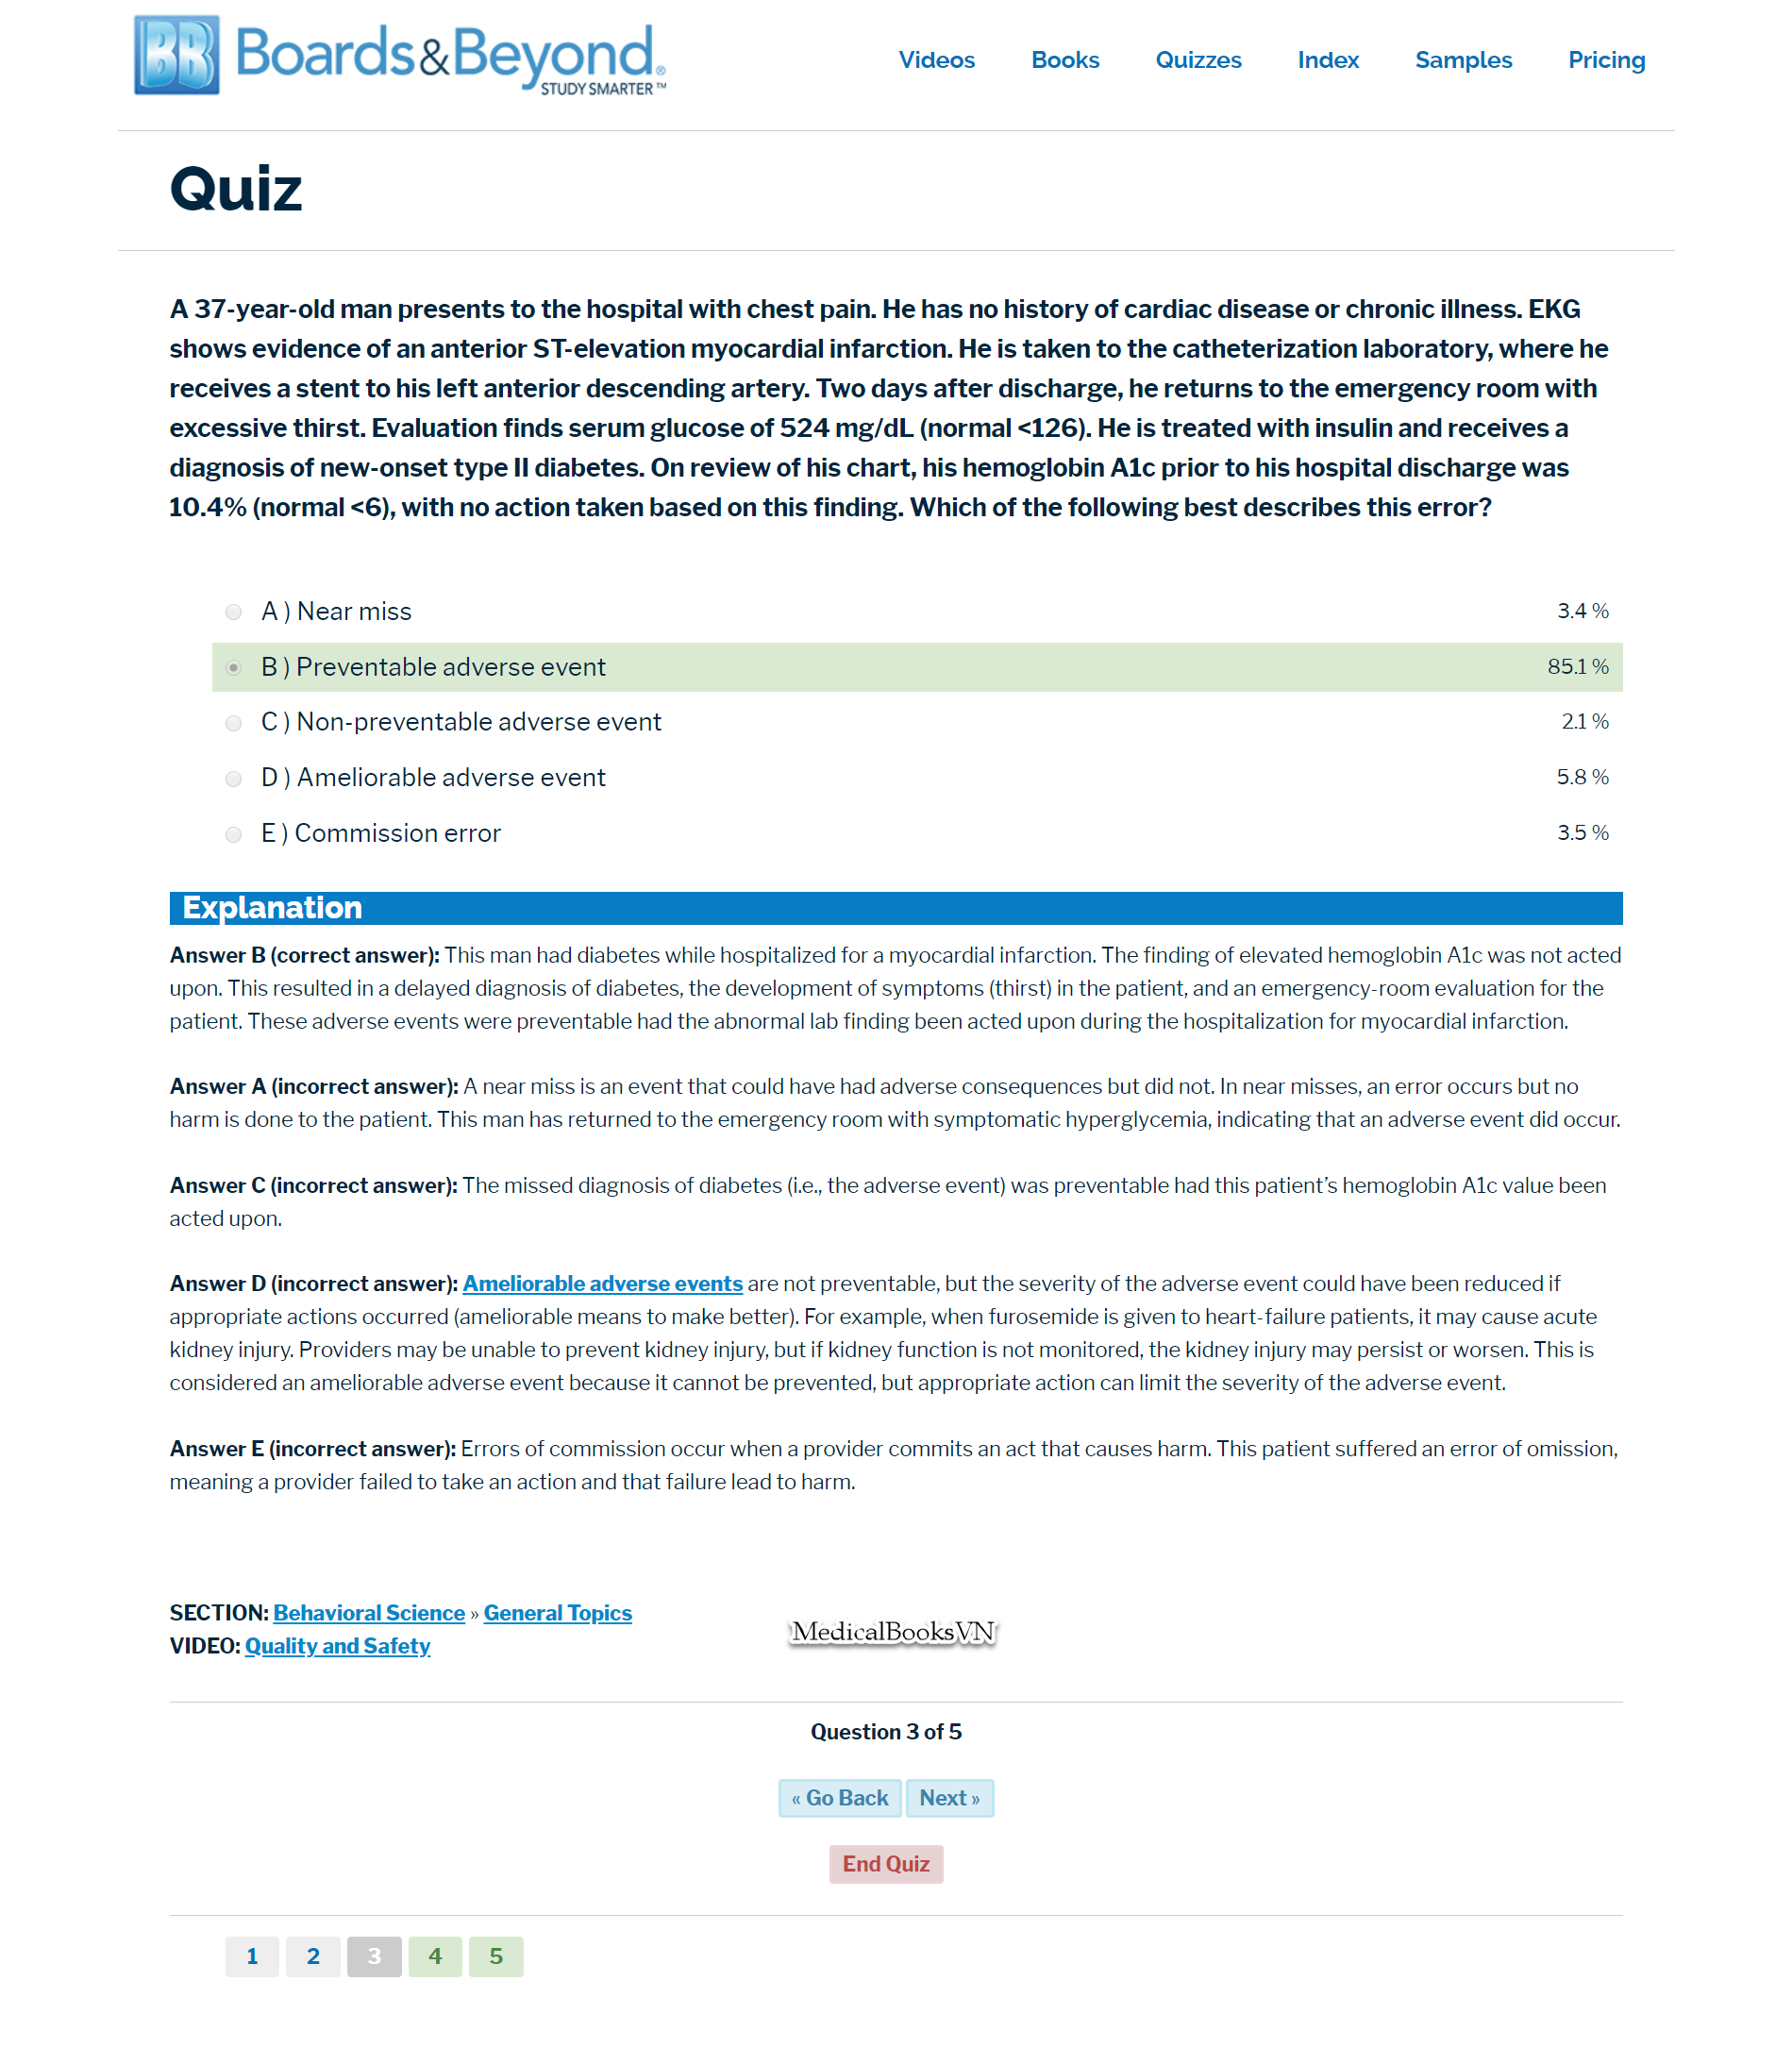 BB Boards&Beyond®
STUDY SMARTER™
Videos Books Quizzes Index Samples Pricing
Quiz
A 37-year-old man presents to the hospital with chest pain. He has no history of cardiac disease or chronic illness. EKG
shows evidence of an anterior ST-elevation myocardial infarction. He is taken to the catheterization laboratory, where he
receives a stent to his left anterior descending artery. Two days after discharge, he returns to the emergency room with
excessive thirst. Evaluation finds serum glucose of 524 mg/dL (normal <126). He is treated with insulin and receives a
diagnosis of new-onset type II diabetes. On review of his chart, his hemoglobin A1c prior to his hospital discharge was
10.4% (normal <6), with no action taken based on this finding. Which of the following best describes this error?
A ) Near miss 3.4 %
B ) Preventable adverse event 85.1 %
C ) Non-preventable adverse event 2.1 %
D ) Ameliorable adverse event 5.8 %
E ) Commission error 3.5 %
Explanation
Answer B (correct answer): This man had diabetes while hospitalized for a myocardial infarction. The finding of elevated hemoglobin A1c was not acted
upon. This resulted in a delayed diagnosis of diabetes, the development of symptoms (thirst) in the patient, and an emergency-room evaluation for the
patient. These adverse events were preventable had the abnormal lab finding been acted upon during the hospitalization for myocardial infarction.
Answer A (incorrect answer): A near miss is an event that could have had adverse consequences but did not. In near misses, an error occurs but no
harm is done to the patient. This man has returned to the emergency room with symptomatic hyperglycemia, indicating that an adverse event did occur.
Answer C (incorrect answer): The missed diagnosis of diabetes (i.e., the adverse event) was preventable had this patient’s hemoglobin A1c value been
acted upon.
Answer D (incorrect answer): Ameliorable adverse events are not preventable, but the severity of the adverse event could have been reduced if
appropriate actions occurred (ameliorable means to make better). For example, when furosemide is given to heart-failure patients, it may cause acute
kidney injury. Providers may be unable to prevent kidney injury, but if kidney function is not monitored, the kidney injury may persist or worsen. This is
considered an ameliorable adverse event because it cannot be prevented, but appropriate action can limit the severity of the adverse event.
Answer E (incorrect answer): Errors of commission occur when a provider commits an act that causes harm. This patient suffered an error of omission,
meaning a provider failed to take an action and that failure lead to harm.
SECTION: Behavioral Science » General Topics
VIDEO: Quality and Safety
MedicalBooksVN
Question 3 of 5
« Go Back Next »
End Quiz
1 2 3 4 5